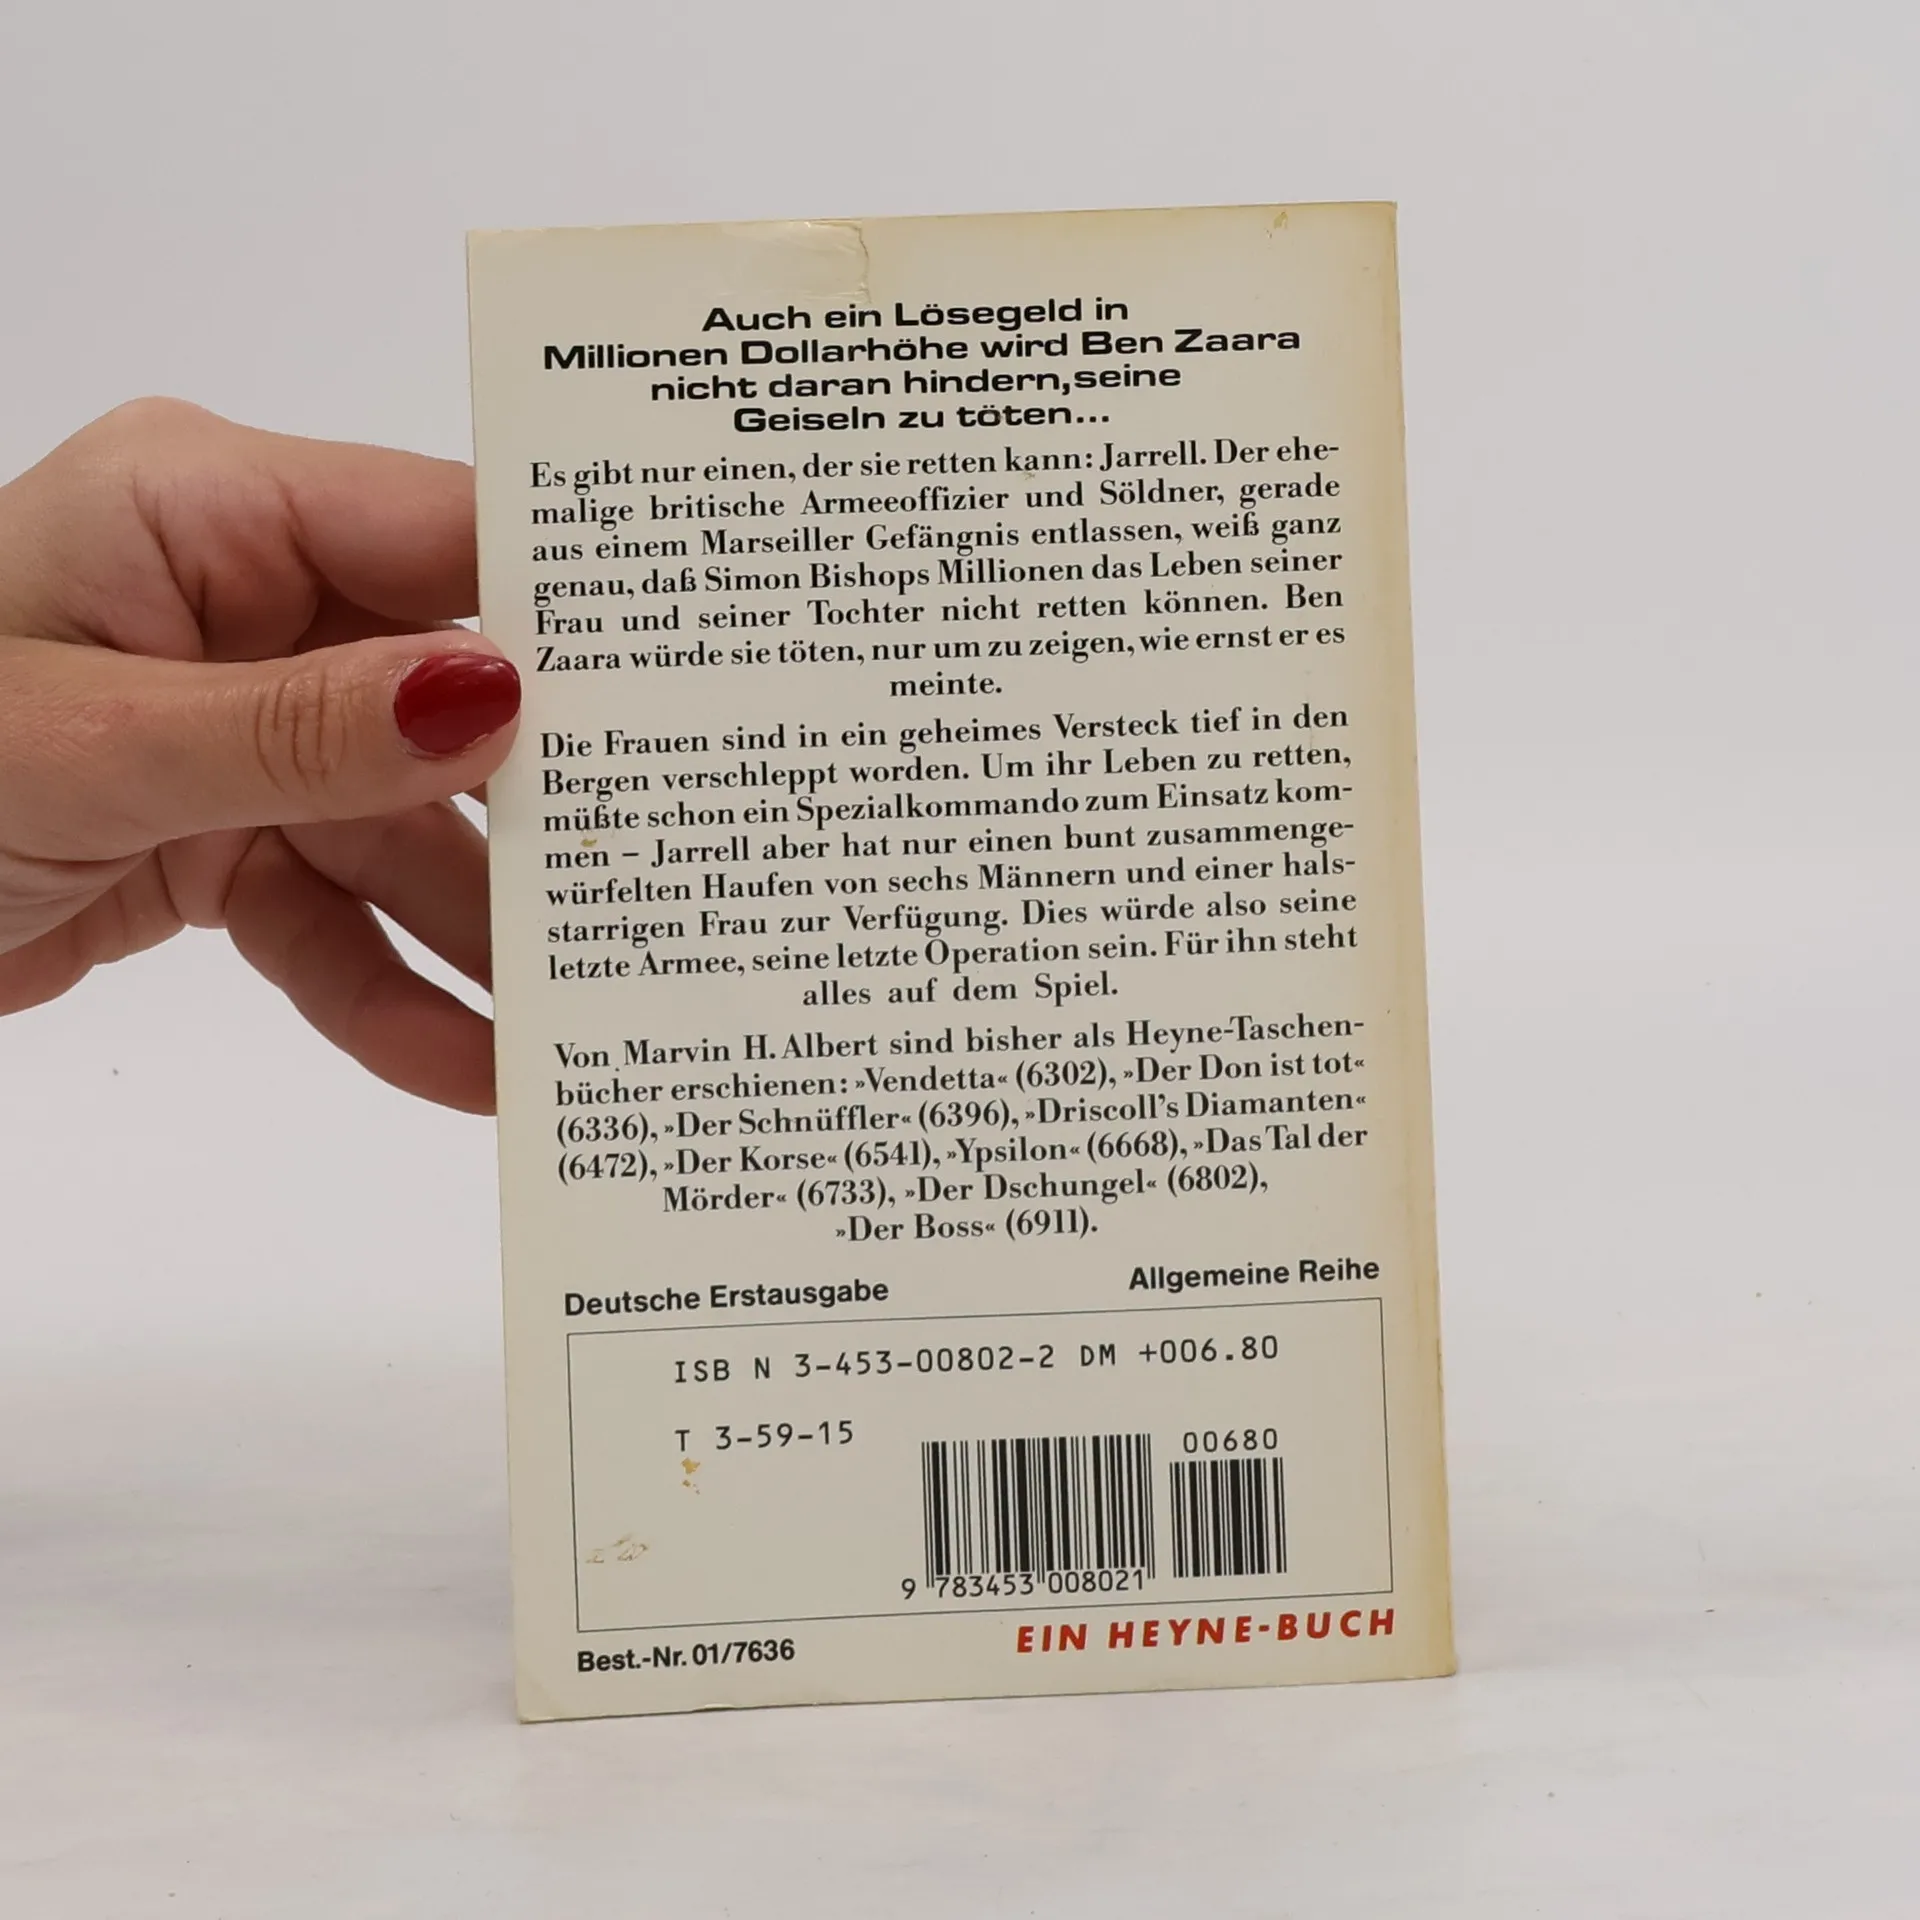 Auch ein Lösegeld in
Millionen Dollarhöhe wird Ben Zaara
nicht daran hindern,seine
Geiseln zu töten...
Es gibt nur einen, der sie retten kann: Jarrell. Der ehe-
malige britische Armeeoffizier und Söldner, gerade
aus einem Marseiller Gefängnis entlassen, weiß ganz
genau, daß Simon Bishops Millionen das Leben seiner
Frau und seiner Tochter nicht retten können. Ben
Zaara würde sie töten, nur um zu zeigen, wie ernst er es
meinte.
Die Frauen sind in ein geheimes Versteck tief in den
Bergen verschleppt worden. Um ihr Leben zu retten,
müßte schon ein Spezialkommando zum Einsatz kom-
men – Jarrell aber hat nur einen bunt zusammenge-
würfelten Haufen von sechs Männern und einer hals-
starrigen Frau zur Verfügung. Dies würde also seine
letzte Armee, seine letzte Operation sein. Für ihn steht
alles auf dem Spiel.
Von Marvin H. Albert sind bisher als Heyne-Taschen-
bücher erschienen: »Vendetta« (6302), »Der Don ist tot«
(6336), »Der Schnüffler« (6396), »Driscoll's Diamanten«
(6472), »Der Korse« (6541), »Ypsilon« (6668), »Das Tal der
Mörder« (6733), »Der Dschungel« (6802),
»Der Boss« (6911).
Deutsche Erstausgabe Allgemeine Reihe
ISB N 3-453-00802-2 DM +006.80
T 3-59-15
00680
9 783453 008021
EIN HEYNE-BUCH
Best.-Nr. 01/7636